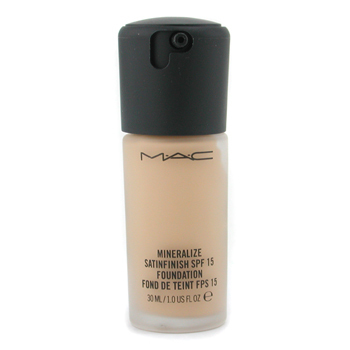 MAC
MINERALIZE
SATINFINISH SPF 15
FOUNDATION
FOND DE TEINT FPS 15
30 ML / 1.0 US FL OZ ℮